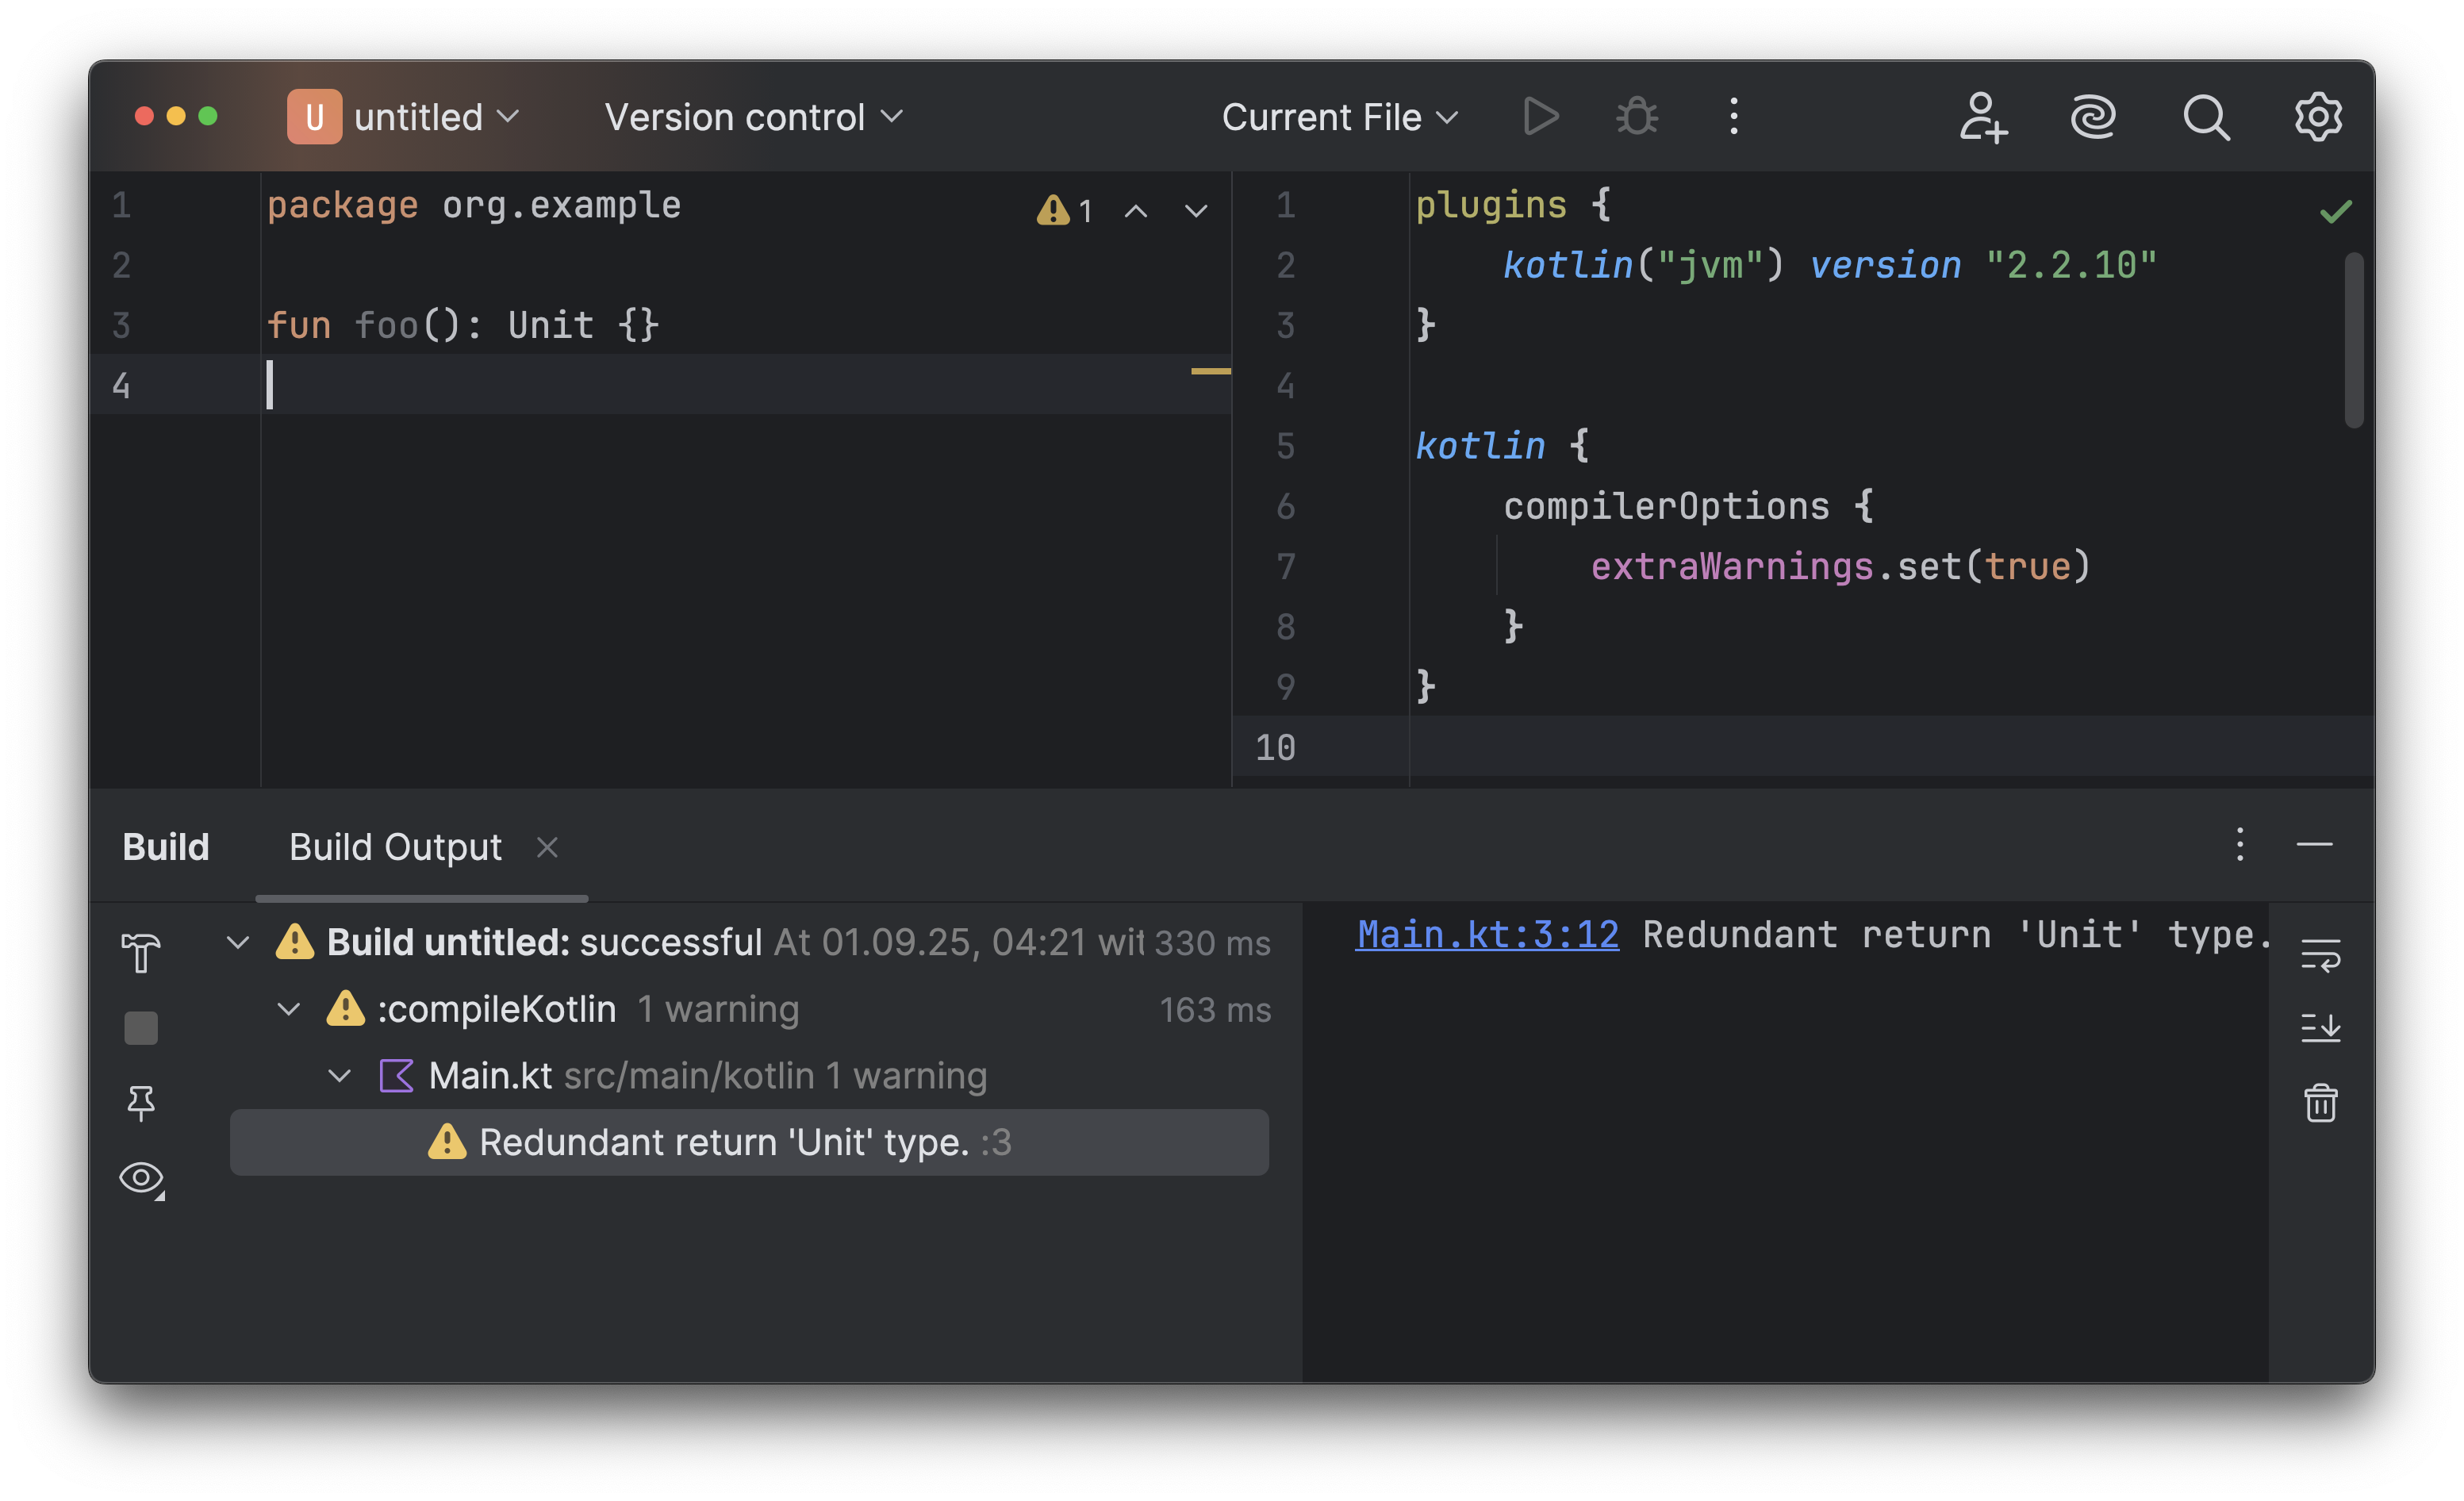 U untitled Version control Current File
1 package org.example
2
3 fun foo(): Unit {}
4
1
1 plugins {
2 kotlin("jvm") version "2.2.10"
3 }
4
5 kotlin {
6 compilerOptions {
7 extraWarnings.set(true)
8 }
9 }
10
Build Build Output
Build untitled: successful At 01.09.25, 04:21 wit 330 ms
:compileKotlin 1 warning 163 ms
Main.kt src/main/kotlin 1 warning
Redundant return 'Unit' type. :3
Main.kt:3:12 Redundant return 'Unit' type.